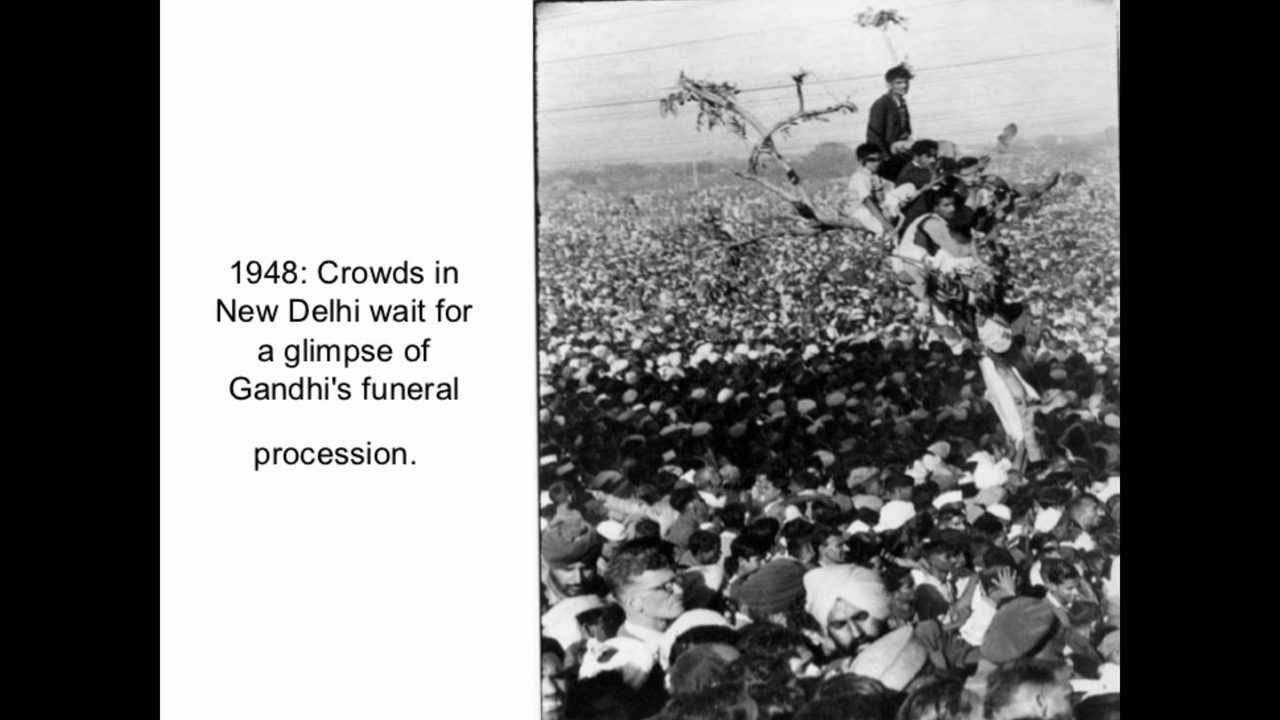 1948: Crowds in
New Delhi wait for
a glimpse of
Gandhi's funeral
procession.